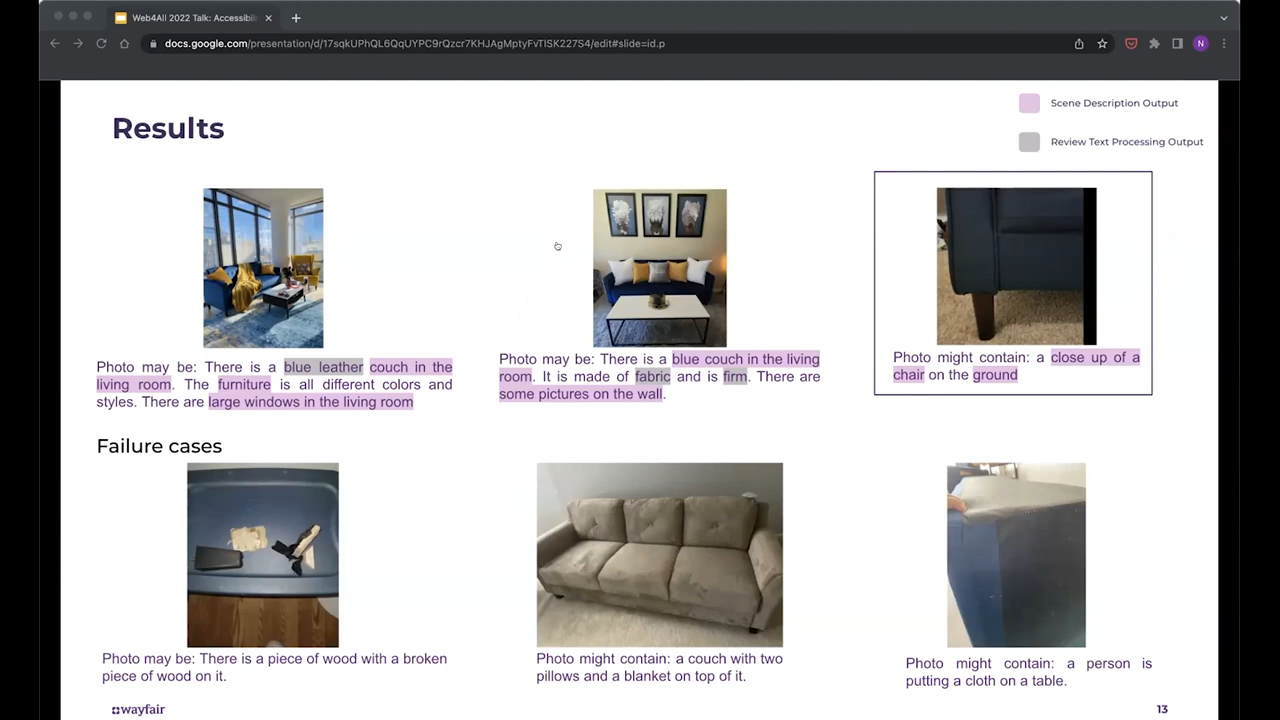 Web4All 2022 Talk: Accessibili
docs.google.com/presentation/d/17sqkUPhQL6QqUYPC9rQzcr7KHJAgMptyFvTlSK227S4/edit#slide=id.p
N
Scene Description Output
Results
Review Text Processing Output
Photo may be: There is a blue leather couch in the
living room. The furniture is all different colors and
styles. There are large windows in the living room
Photo may be: There is a blue couch in the living
room. It is made of fabric and is firm. There are
some pictures on the wall.
Photo might contain: a close up of a
chair on the ground
Failure cases
Photo may be: There is a piece of wood with a broken
piece of wood on it.
Photo might contain: a couch with two
pillows and a blanket on top of it.
Photo might contain: a person is
putting a cloth on a table.
wayfair
13